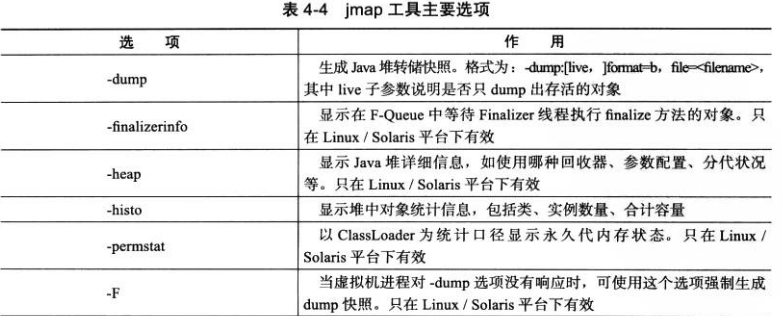 表 4-4 jmap 工具主要选项
选 项
作 用
-dump
生成 Java 堆转储快照。格式为：-dump:[live, ]format=b, file=<filename>,
其中 live 子参数说明是否只 dump 出存活的对象
-finalizerinfo
显示在 F-Queue 中等待 Finalizer 线程执行 finalize 方法的对象。只
在 Linux / Solaris 平台下有效
-heap
显示 Java 堆详细信息，如使用哪种回收器、参数配置、分代状况
等。只在 Linux / Solaris 平台下有效
-histo
显示堆中对象统计信息，包括类、实例数量、合计容量
-permstat
以 ClassLoader 为统计口径显示永久代内存状态。只在 Linux /
Solaris 平台下有效
-F
当虚拟机进程对 -dump 选项没有响应时，可使用这个选项强制生成
dump 快照。只在 Linux / Solaris 平台下有效